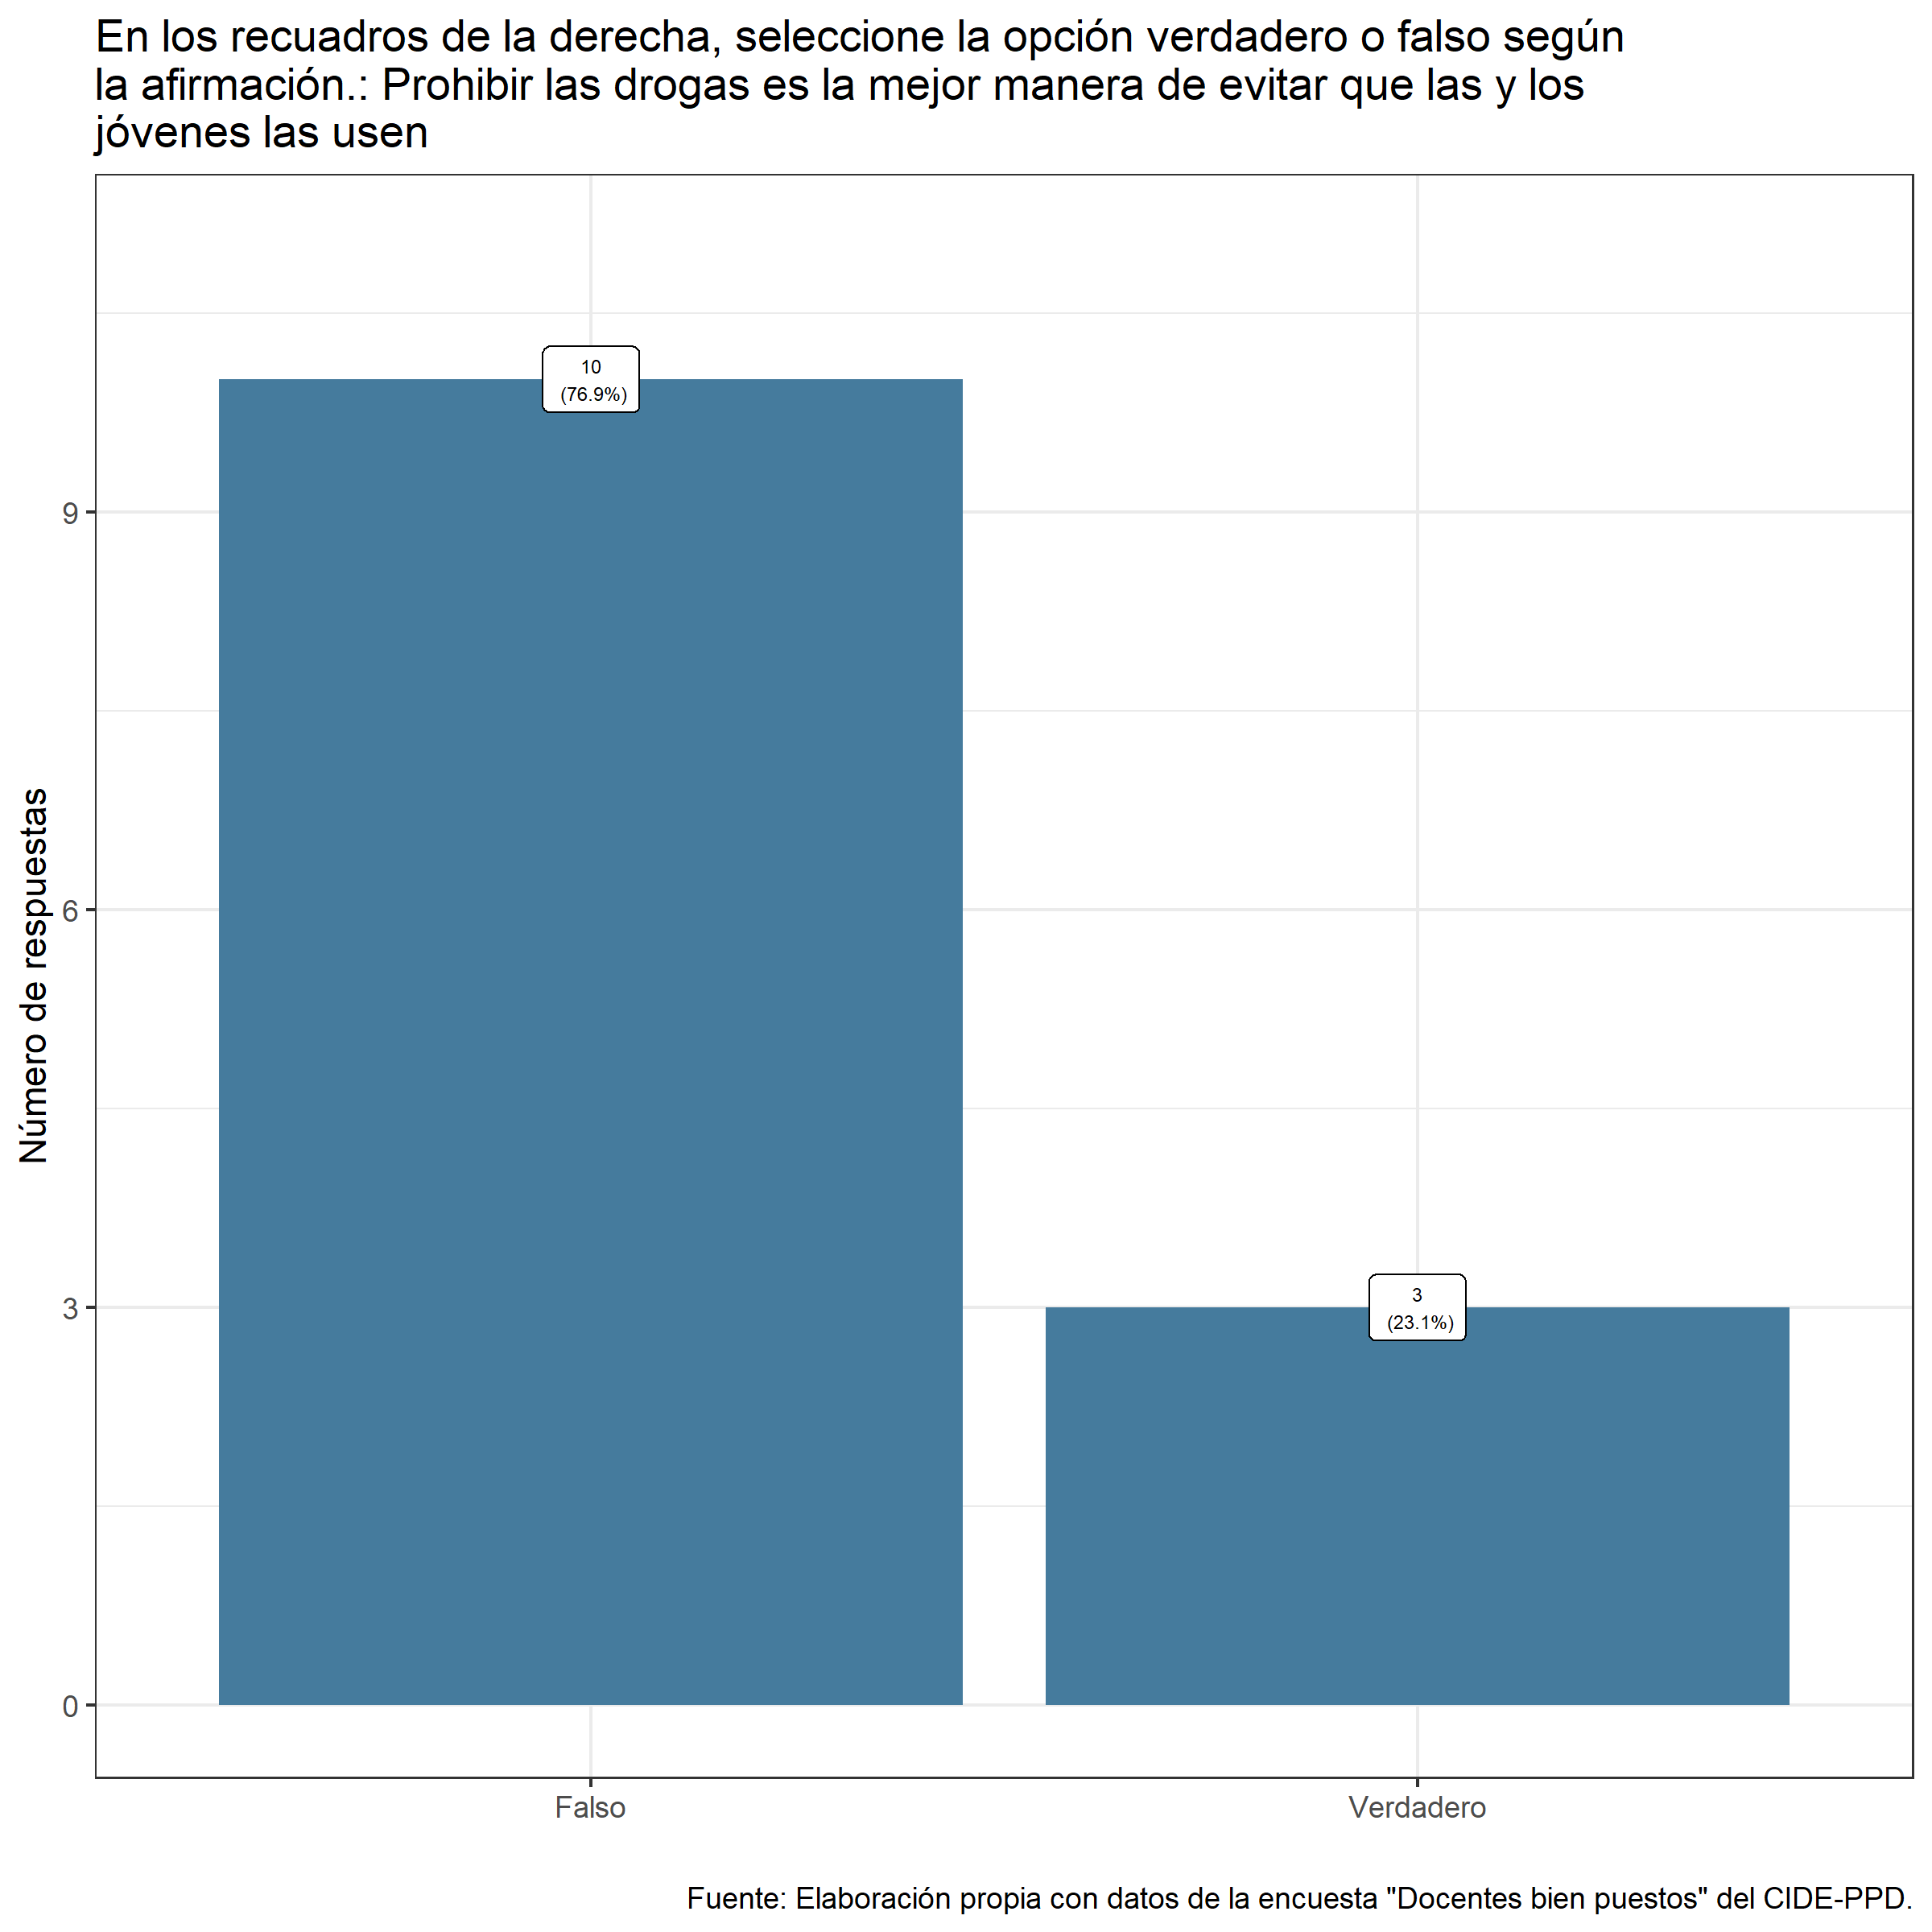 En los recuadros de la derecha, seleccione la opción verdadero o falso según
la afirmación.: Prohibir las drogas es la mejor manera de evitar que las y los
jóvenes las usen
10
(76.9%)
9
6
Número de respuestas
3
(23.1%)
3
0
Falso
Verdadero
Fuente: Elaboración propia con datos de la encuesta "Docentes bien puestos" del CIDE-PPD.